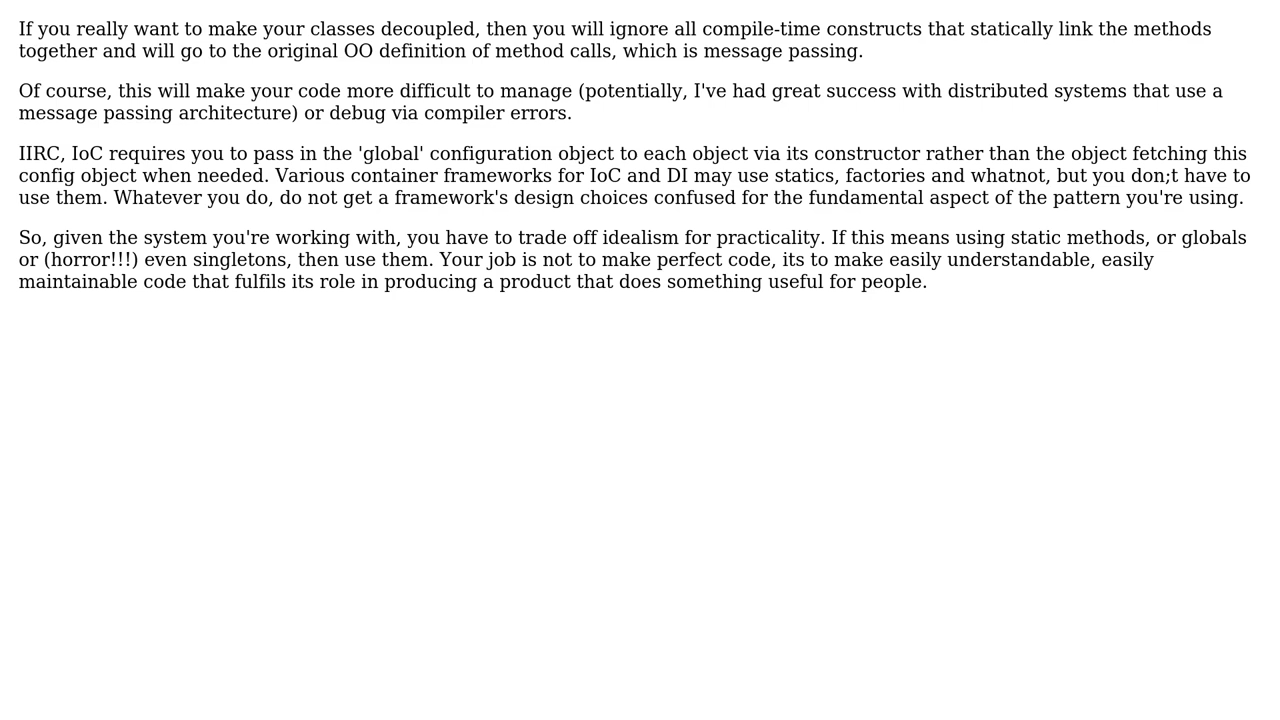 If you really want to make your classes decoupled, then you will ignore all compile-time constructs that statically link the methods
together and will go to the original OO definition of method calls, which is message passing.
Of course, this will make your code more difficult to manage (potentially, I've had great success with distributed systems that use a
message passing architecture) or debug via compiler errors.
IIRC, IoC requires you to pass in the 'global' configuration object to each object via its constructor rather than the object fetching this
config object when needed. Various container frameworks for IoC and DI may use statics, factories and whatnot, but you don;t have to
use them. Whatever you do, do not get a framework's design choices confused for the fundamental aspect of the pattern you're using.
So, given the system you're working with, you have to trade off idealism for practicality. If this means using static methods, or globals
or (horror!!!) even singletons, then use them. Your job is not to make perfect code, its to make easily understandable, easily
maintainable code that fulfils its role in producing a product that does something useful for people.